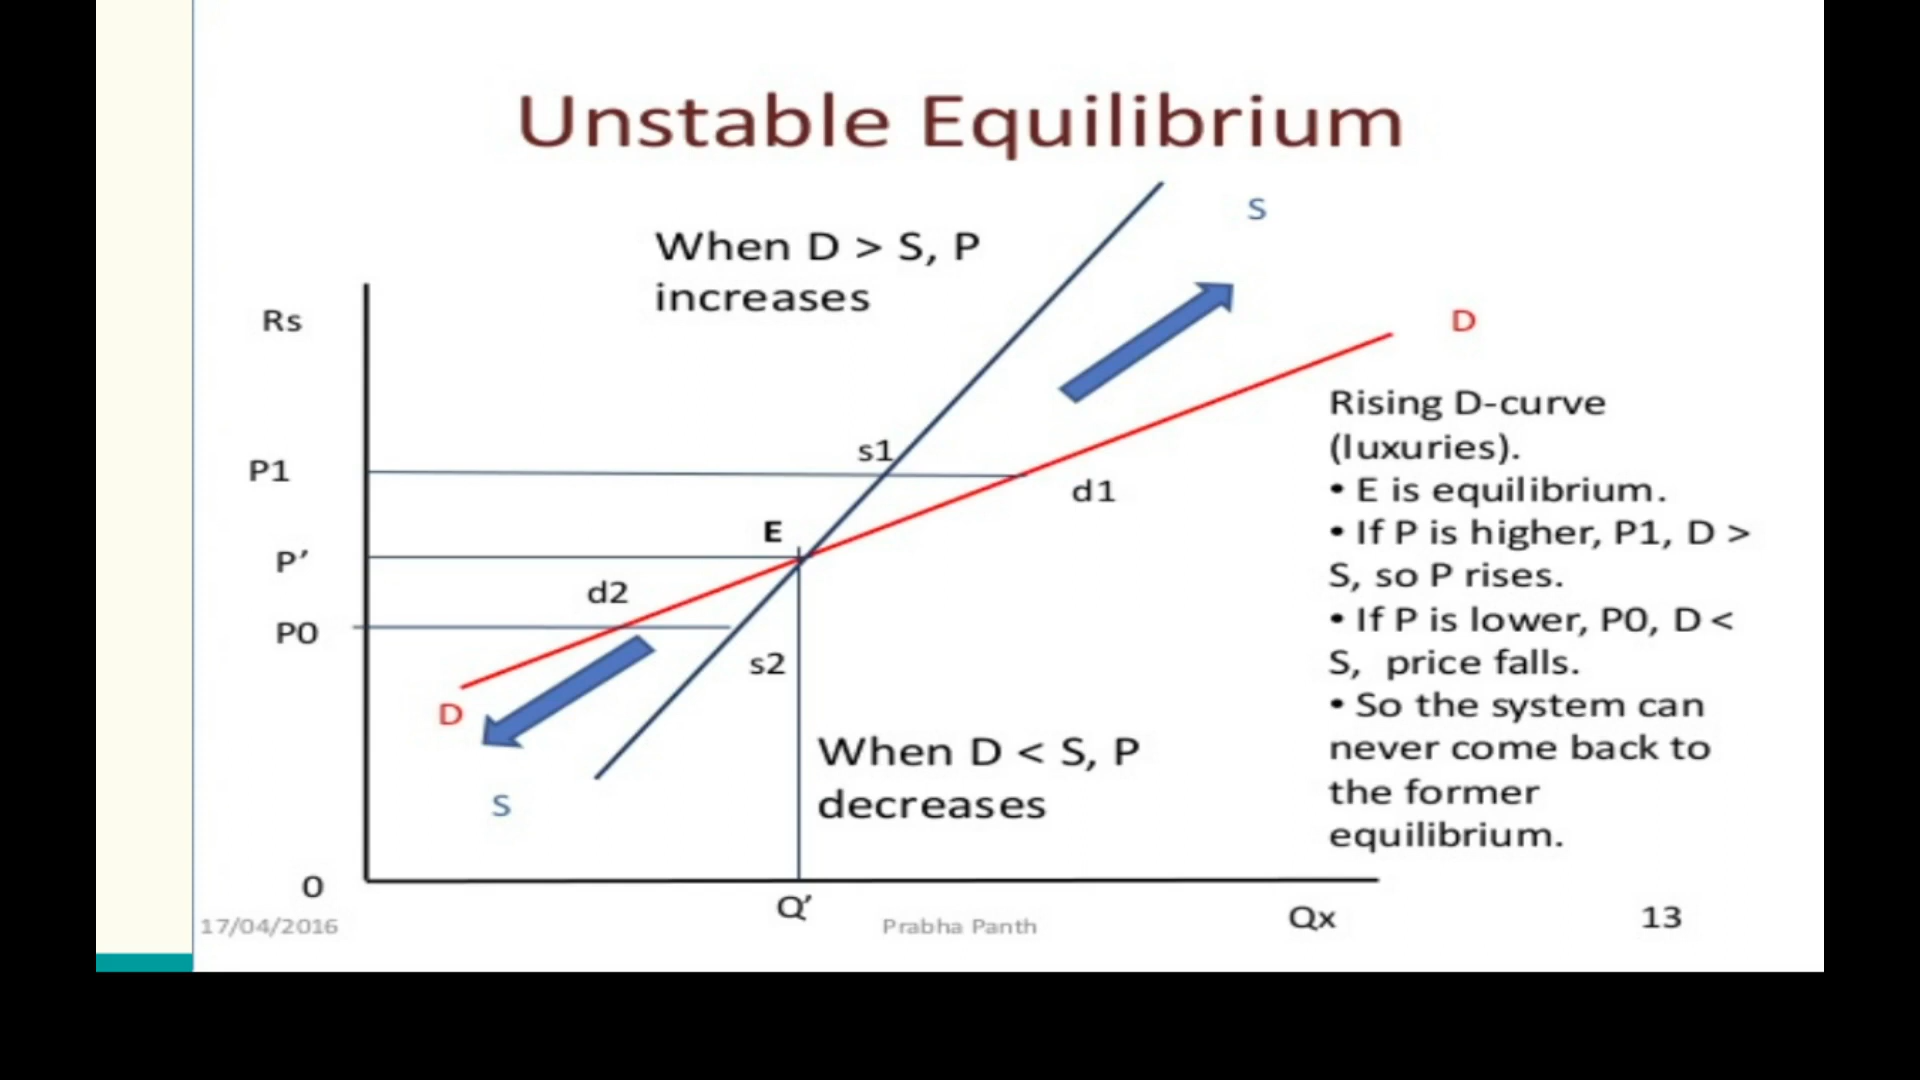 Unstable Equilibrium
S
When D > S, P
increases
Rs
D
Rising D-curve
(luxuries).
• E is equilibrium.
• If P is higher, P1, D >
S, so P rises.
• If P is lower, P0, D <
S, price falls.
• So the system can
never come back to
the former
equilibrium.
s1
P1
d1
E
P′
d2
P0
s2
D
When D < S, P
decreases
S
0
Q′
Qx
17/04/2016
Prabha Panth
13